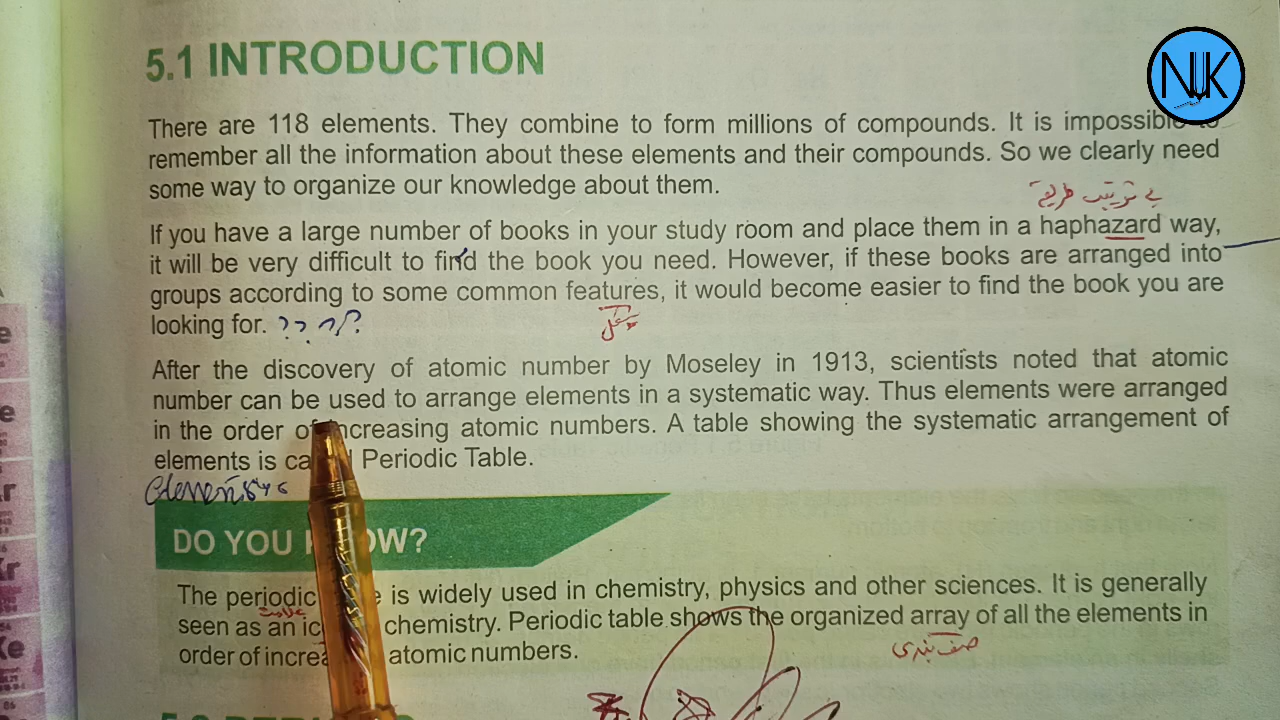 5.1 INTRODUCTION
NUK
There are 118 elements. They combine to form millions of compounds. It is impossible to
remember all the information about these elements and their compounds. So we clearly need
some way to organize our knowledge about them.
بے ترتیب طریقے
If you have a large number of books in your study room and place them in a haphazard way,
it will be very difficult to find the book you need. However, if these books are arranged into
groups according to some common features, it would become easier to find the book you are
looking for. ????
After the discovery of atomic number by Moseley in 1913, scientists noted that atomic
number can be used to arrange elements in a systematic way. Thus elements were arranged
in the order of increasing atomic numbers. A table showing the systematic arrangement of
elements is Periodic Table.
DO YOU KNOW?
The periodic is widely used in chemistry, physics and other sciences. It is generally
علامت
seen as an chemistry. Periodic table shows the organized array of all the elements in
صف بندی
order of atomic numbers.